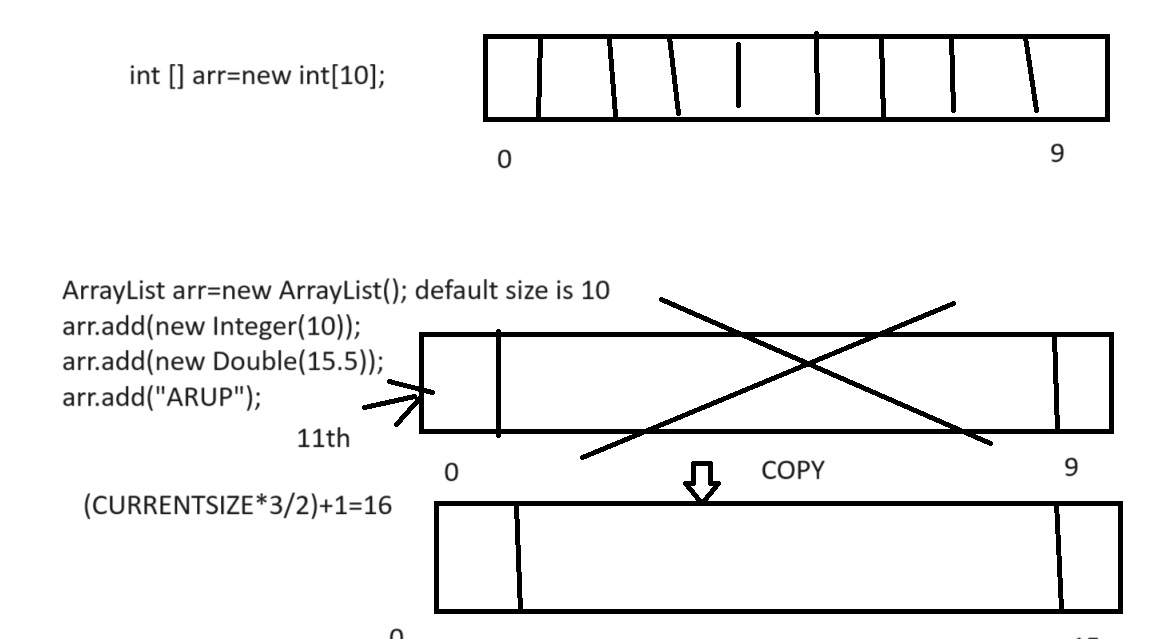 int [] arr=new int[10];
0
9
ArrayList arr=new ArrayList(); default size is 10
arr.add(new Integer(10));
arr.add(new Double(15.5));
arr.add("ARUP");
11th
0
9
COPY
(CURRENTSIZE*3/2)+1=16
0